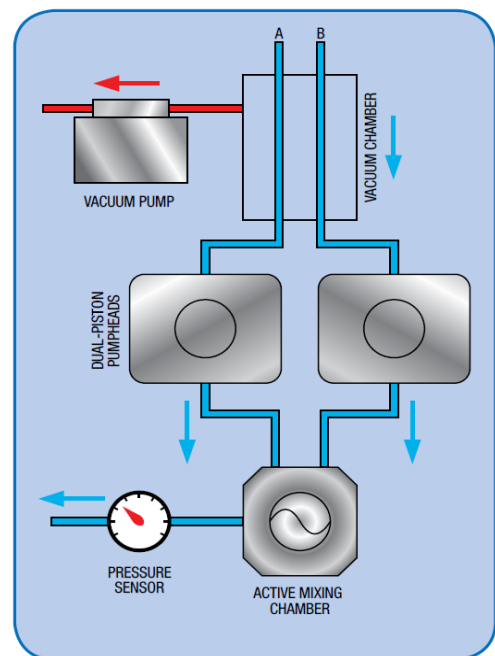 A B
VACUUM PUMP
VACUUM CHAMBER
DUAL-PISTON
PUMPHEADS
PRESSURE
SENSOR
ACTIVE MIXING
CHAMBER